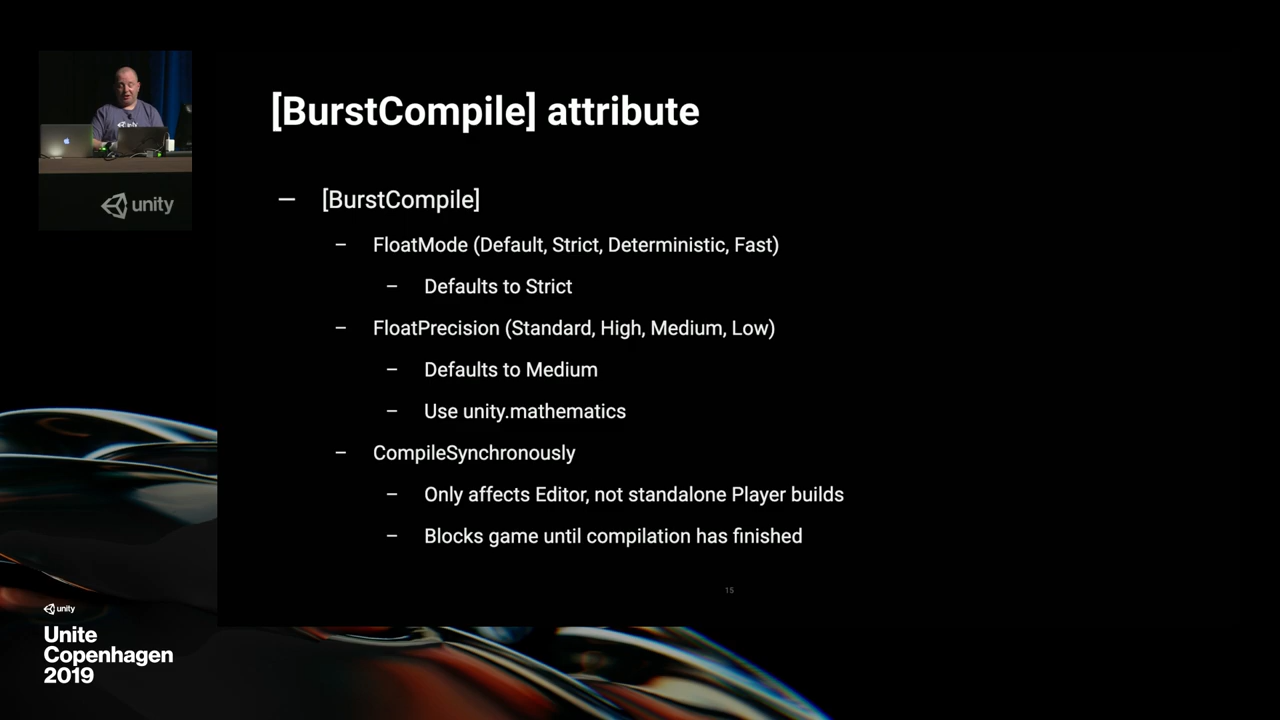 [BurstCompile] attribute
— [BurstCompile]
– FloatMode (Default, Strict, Deterministic, Fast)
– Defaults to Strict
– FloatPrecision (Standard, High, Medium, Low)
– Defaults to Medium
– Use unity.mathematics
– CompileSynchronously
– Only affects Editor, not standalone Player builds
– Blocks game until compilation has finished
15
unity
unity
Unite
Copenhagen
2019